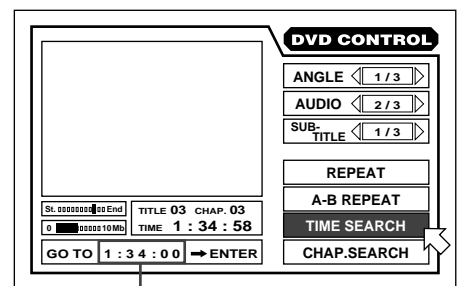 DVD CONTROL
ANGLE 1 / 3
AUDIO 2 / 3
SUB-TITLE 1 / 3
REPEAT
A-B REPEAT
TIME SEARCH
CHAP.SEARCH
St. End
0 10Mb
TITLE 03 CHAP. 03
TIME 1 : 34 : 58
GO TO 1 : 3 4 : 0 0 ➞ ENTER